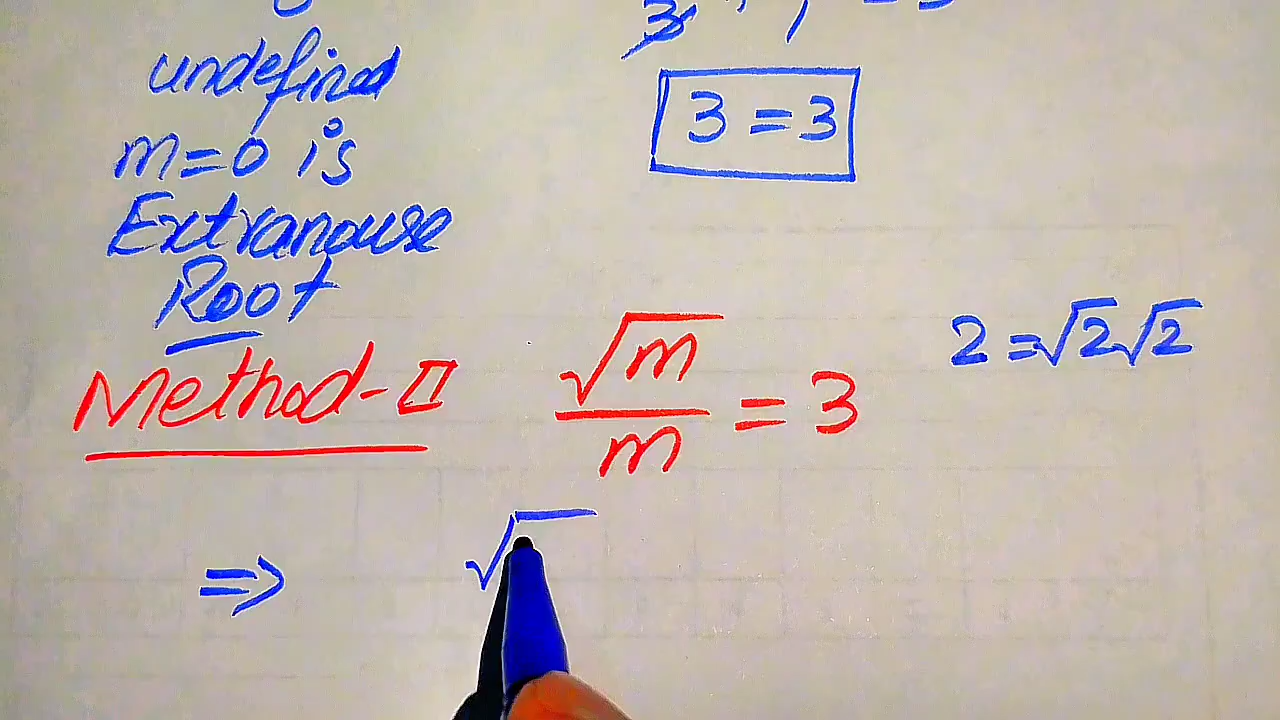 undefined
m=0 is
Extranouse
Root
3 = 3
Method-II
√m/m = 3
2 = √2√2
⇒ √